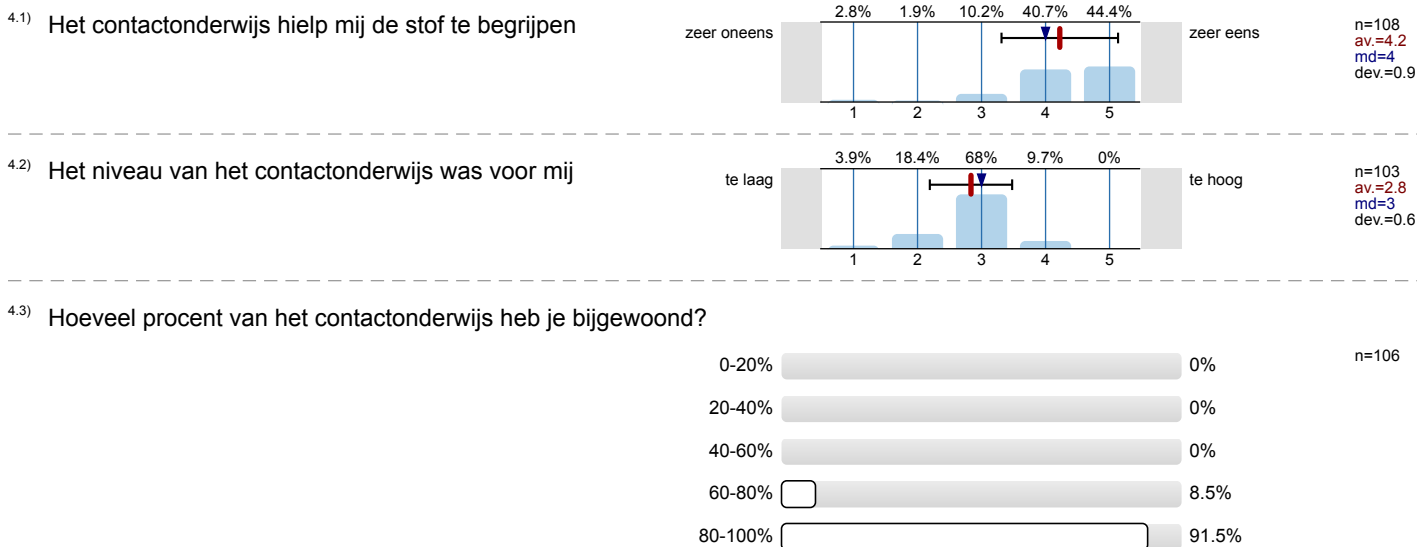 4.1) Het contactonderwijs hielp mij de stof te begrijpen
2.8% 1.9% 10.2% 40.7% 44.4%
zeer oneens zeer eens
1 2 3 4 5
n=108
av.=4.2
md=4
dev.=0.9
4.2) Het niveau van het contactonderwijs was voor mij
3.9% 18.4% 68% 9.7% 0%
te laag te hoog
1 2 3 4 5
n=103
av.=2.8
md=3
dev.=0.6
4.3) Hoeveel procent van het contactonderwijs heb je bijgewoond?
0-20% 0% n=106
20-40% 0%
40-60% 0%
60-80% 8.5%
80-100% 91.5%